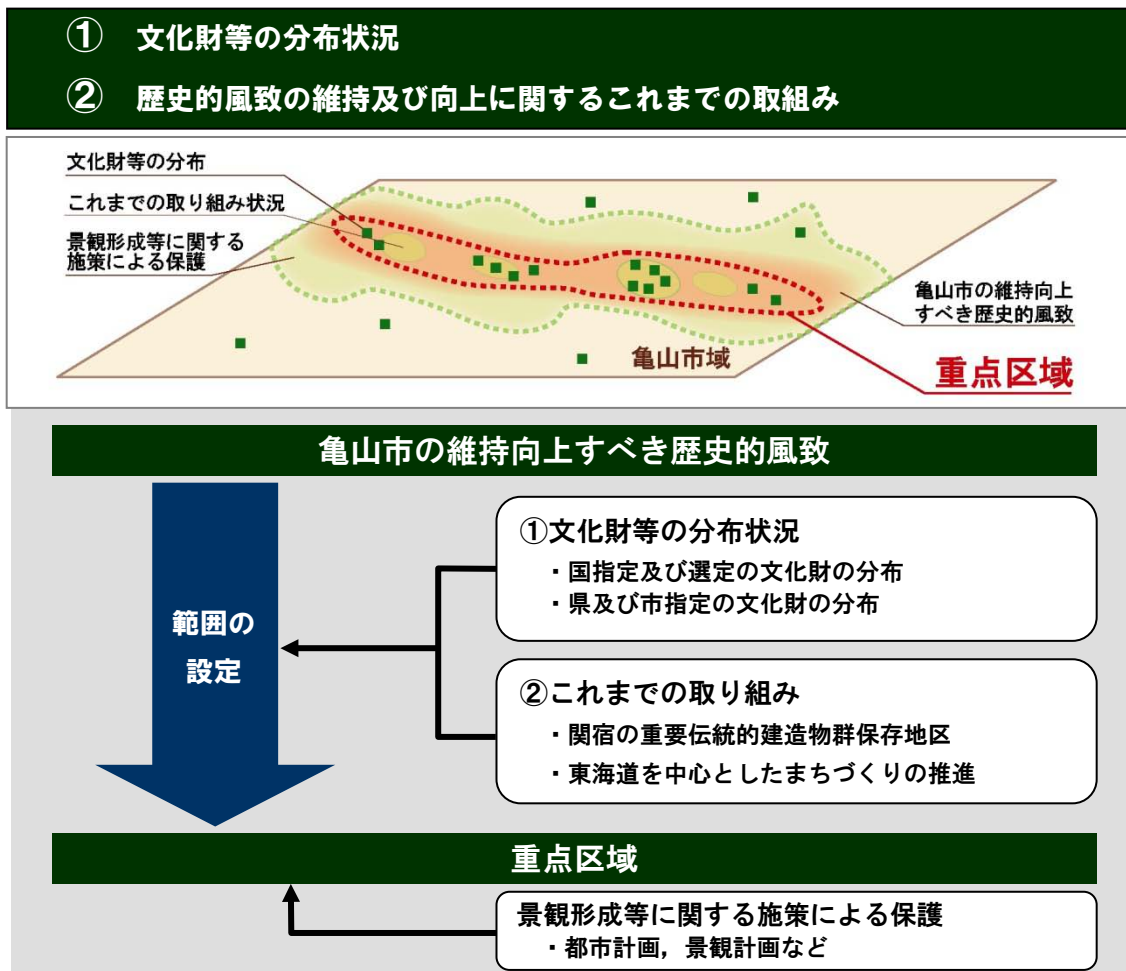 ① 文化財等の分布状況
② 歴史的風致の維持及び向上に関するこれまでの取組み
文化財等の分布
これまでの取り組み状況
景観形成等に関する
施策による保護
亀山市の維持向上
すべき歴史的風致
亀山市域
重点区域
亀山市の維持向上すべき歴史的風致
範囲の
設定
①文化財等の分布状況
・国指定及び選定の文化財の分布
・県及び市指定の文化財の分布
②これまでの取り組み
・関宿の重要伝統的建造物群保存地区
・東海道を中心としたまちづくりの推進
重点区域
景観形成等に関する施策による保護
・都市計画，景観計画など